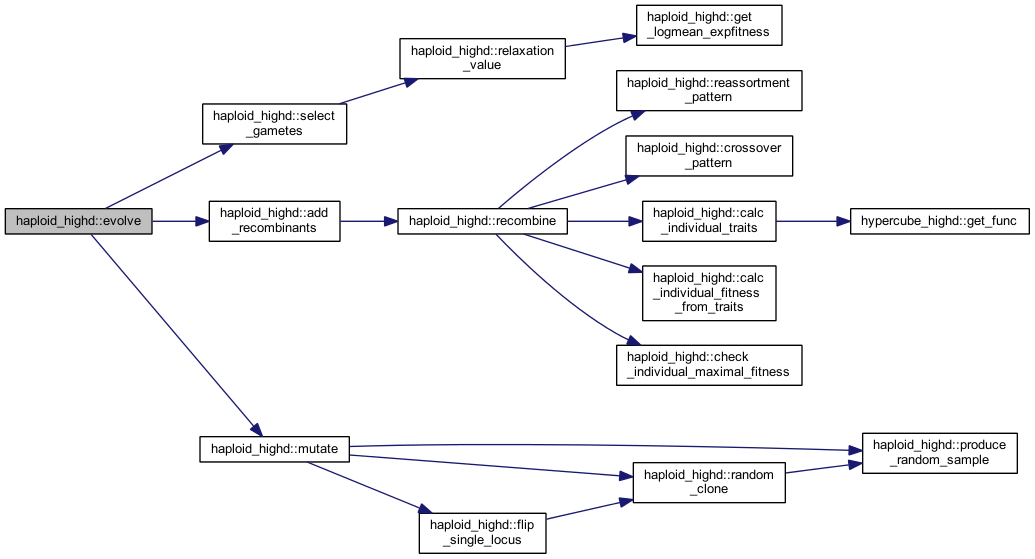 haploid_highd::get
_logmean_expfitness
haploid_highd::relaxation
_value
haploid_highd::reassortment
_pattern
haploid_highd::select
_gametes
haploid_highd::crossover
_pattern
haploid_highd::evolve
haploid_highd::add
_recombinants
haploid_highd::recombine
haploid_highd::calc
_individual_traits
hypercube_highd::get_func
haploid_highd::calc
_individual_fitness
_from_traits
haploid_highd::check
_individual_maximal_fitness
haploid_highd::mutate
haploid_highd::produce
_random_sample
haploid_highd::random
_clone
haploid_highd::flip
_single_locus